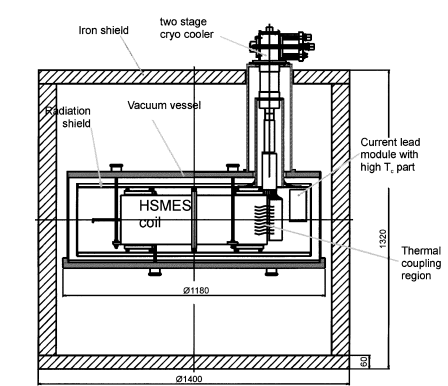 Iron shield
two stage
cryo cooler
Radiation
shield
Vacuum vessel
Current lead
module with
high Tc part
HSMES
coil
Thermal
coupling
region
1320
Ø1180
60
Ø1400